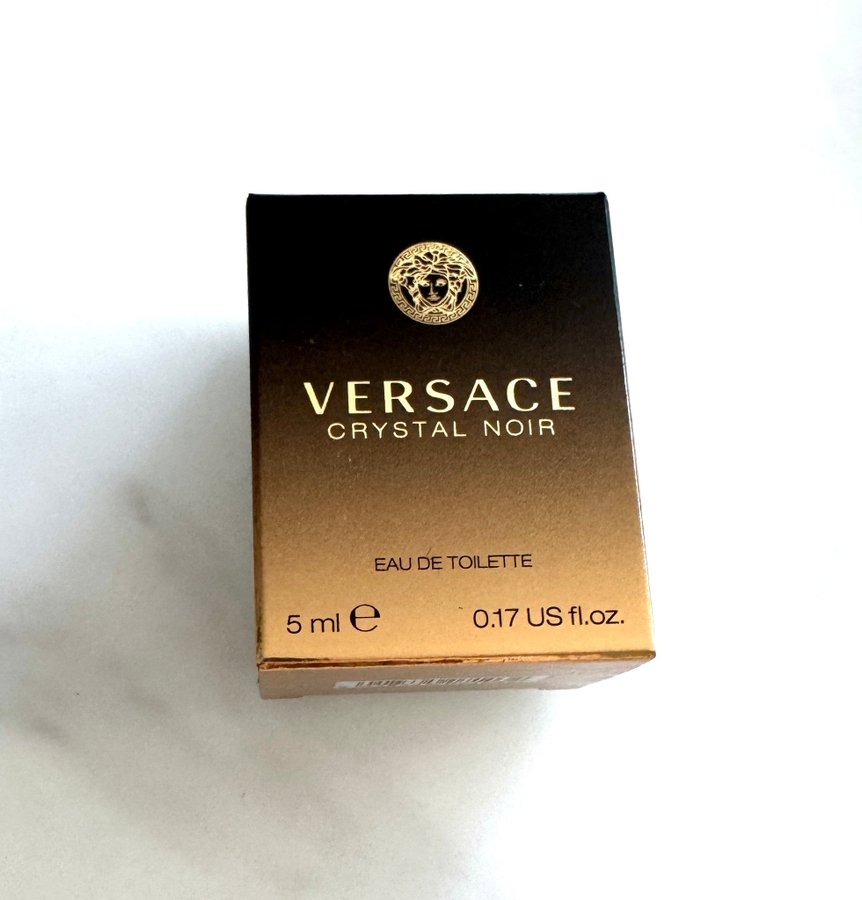 VERSACE
CRYSTAL NOIR
EAU DE TOILETTE
5 ml ℮ 0.17 US fl.oz.